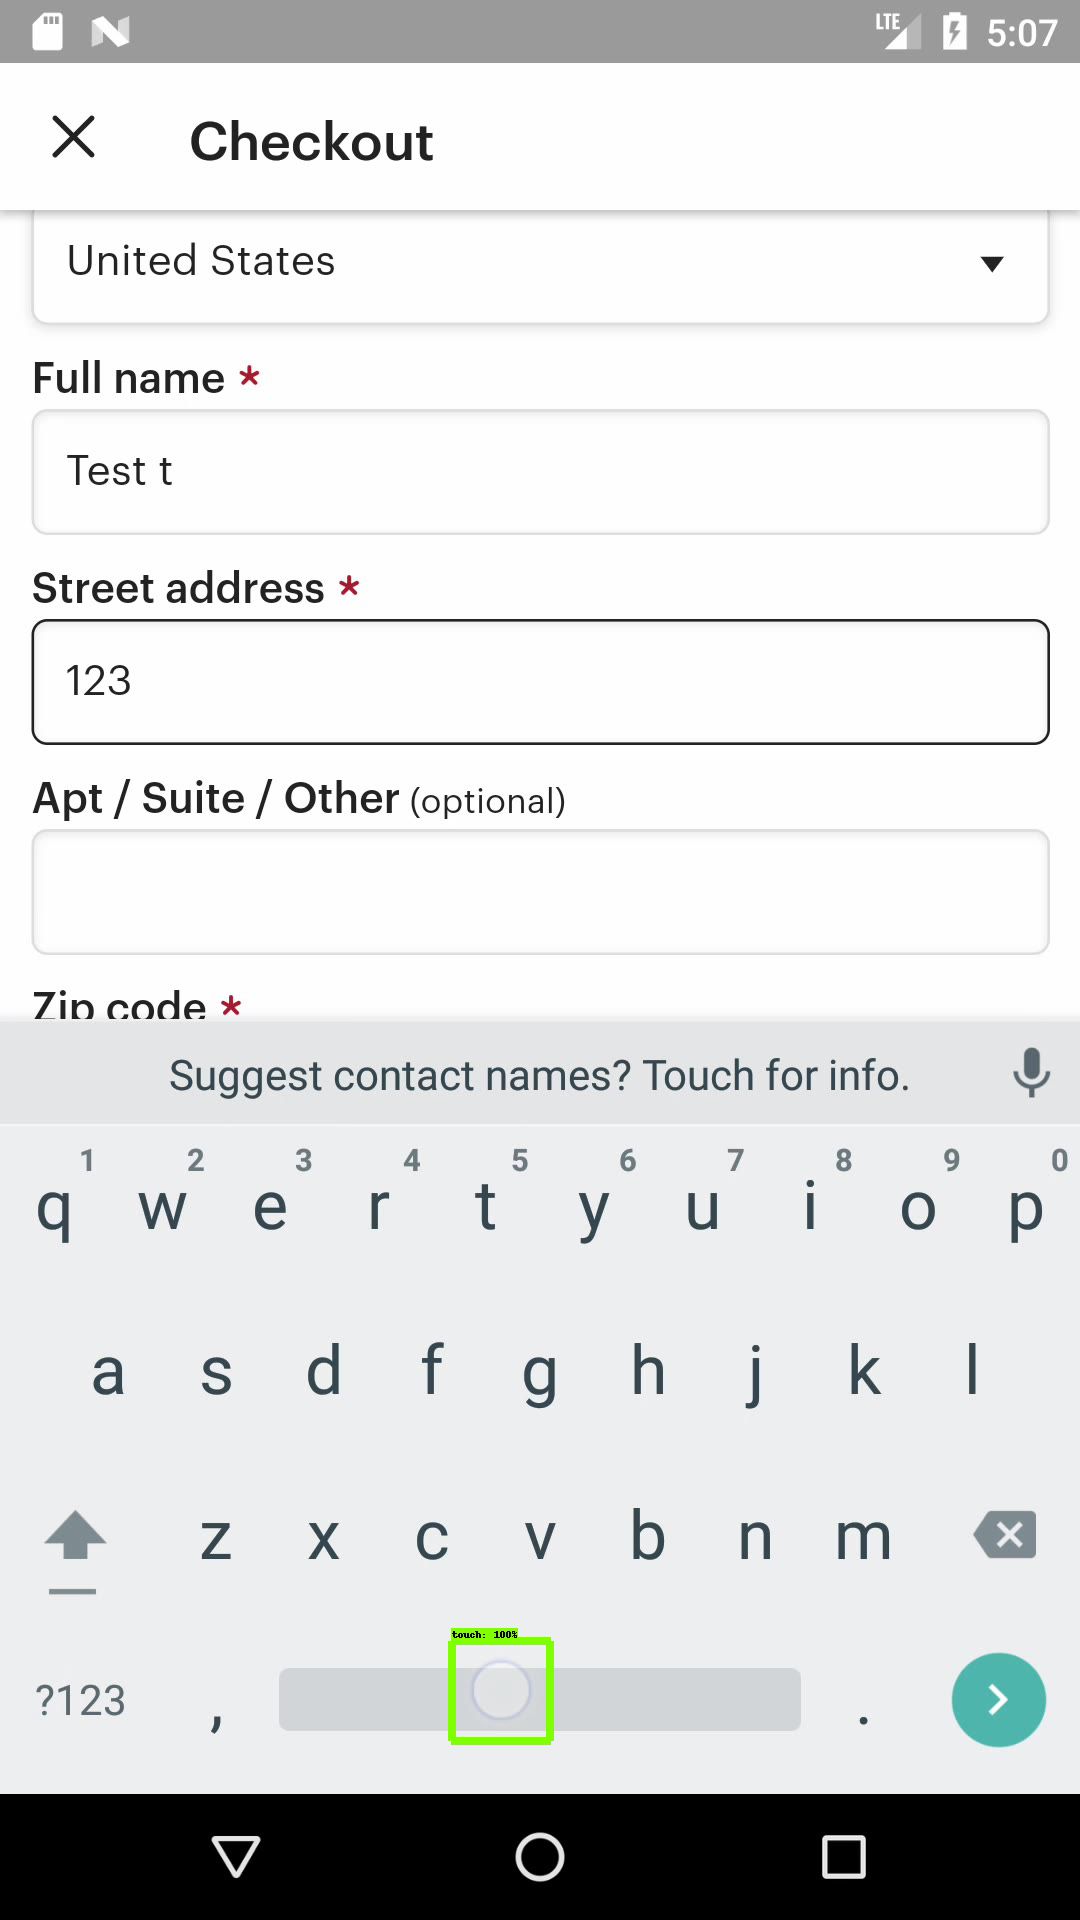 LTE 5:07
Checkout
United States
Full name *
Test t
Street address *
123
Apt / Suite / Other (optional)
Zip code *
Suggest contact names? Touch for info.
1 2 3 4 5 6 7 8 9 0
q w e r t y u i o p
a s d f g h j k l
z x c v b n m
touch: 100%
?123 , .